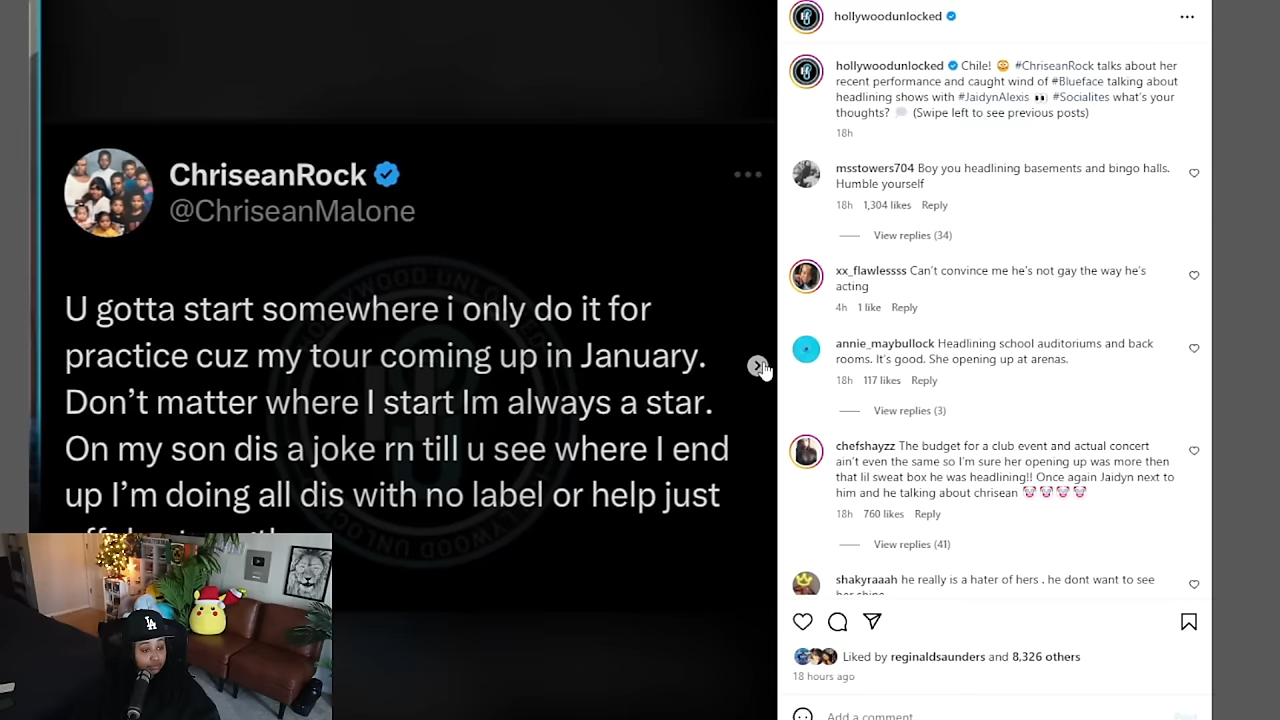 ChriseanRock
@ChriseanMalone
U gotta start somewhere i only do it for
practice cuz my tour coming up in January.
Don't matter where I start Im always a star.
On my son dis a joke rn till u see where I end
up I'm doing all dis with no label or help just
HOLLYWOOD UNLOCKED
LA
hollywoodunlocked
hollywoodunlocked Chile! 😳 #ChriseanRock talks about her
recent performance and caught wind of #Blueface talking about
headlining shows with #JaidynAlexis 👀 #Socialites what's your
thoughts? 💭 (Swipe left to see previous posts)
18h
msstowers704 Boy you headlining basements and bingo halls.
Humble yourself
18h 1,304 likes Reply
View replies (34)
xx_flawlessss Can't convince me he's not gay the way he's
acting
4h 1 like Reply
annie_maybullock Headlining school auditoriums and back
rooms. It's good. She opening up at arenas.
18h 117 likes Reply
View replies (3)
chefshayzz The budget for a club event and actual concert
ain't even the same so I'm sure her opening up was more then
that lil sweat box he was headlining!! Once again Jaidyn next to
him and he talking about chrisean 🤡🤡🤡🤡
18h 760 likes Reply
View replies (41)
shakyraaah he really is a hater of hers . he dont want to see
her shine
Liked by reginaldsaunders and 8,326 others
18 hours ago
Add a comment
Post